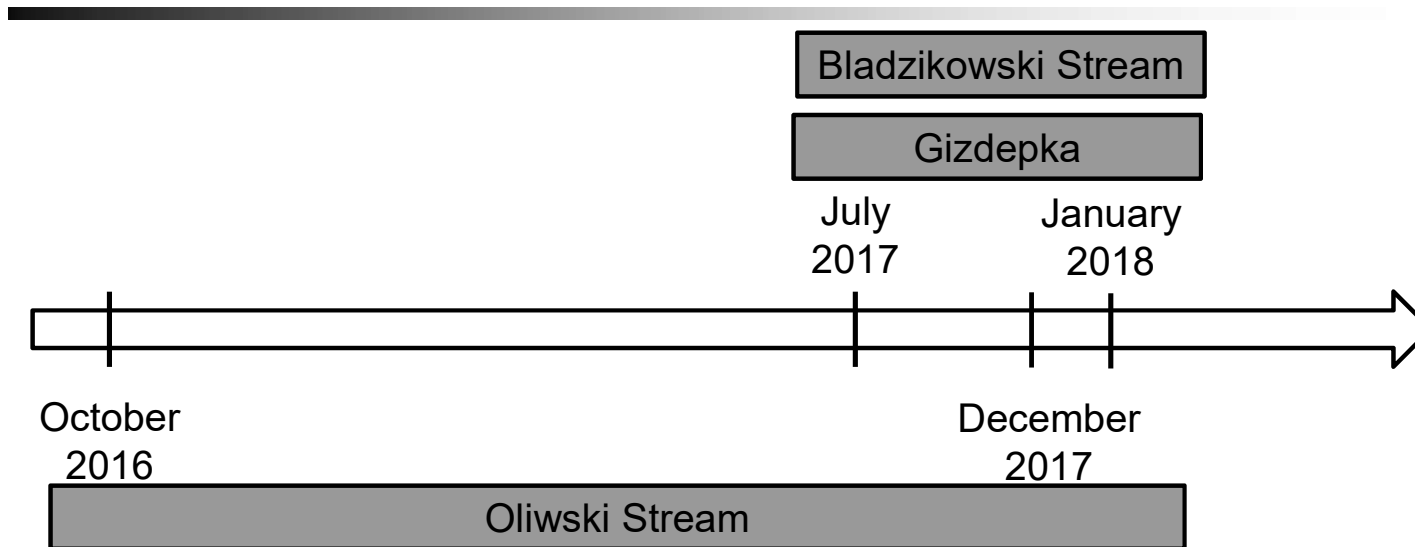 Bladzikowski Stream
Gizdepka
July
2017
January
2018
October
2016
December
2017
Oliwski Stream